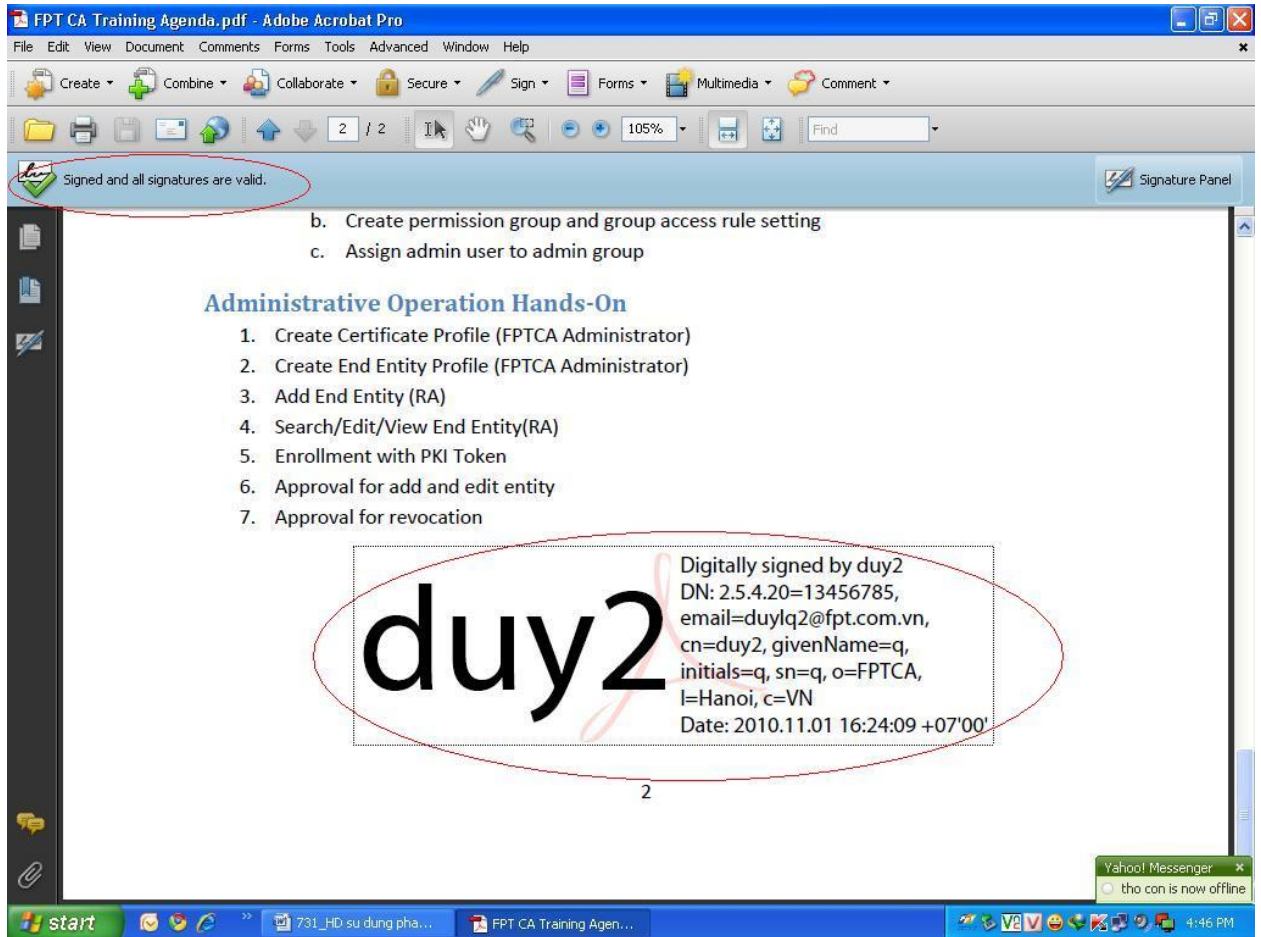 FPT CA Training Agenda.pdf - Adobe Acrobat Pro
File Edit View Document Comments Forms Tools Advanced Window Help
Create Combine Collaborate Secure Sign Forms Multimedia Comment
2 / 2 105% Find
Signed and all signatures are valid. Signature Panel
b. Create permission group and group access rule setting
c. Assign admin user to admin group
Administrative Operation Hands-On
1. Create Certificate Profile (FPTCA Administrator)
2. Create End Entity Profile (FPTCA Administrator)
3. Add End Entity (RA)
4. Search/Edit/View End Entity(RA)
5. Enrollment with PKI Token
6. Approval for add and edit entity
7. Approval for revocation
duy2
Digitally signed by duy2
DN: 2.5.4.20=13456785,
email=duylq2@fpt.com.vn,
cn=duy2, givenName=q,
initials=q, sn=q, o=FPTCA,
l=Hanoi, c=VN
Date: 2010.11.01 16:24:09 +07'00'
2
Yahoo! Messenger
tho con is now offline
start 731_HD su dung pha... FPT CA Training Agen... V2 V 4:46 PM